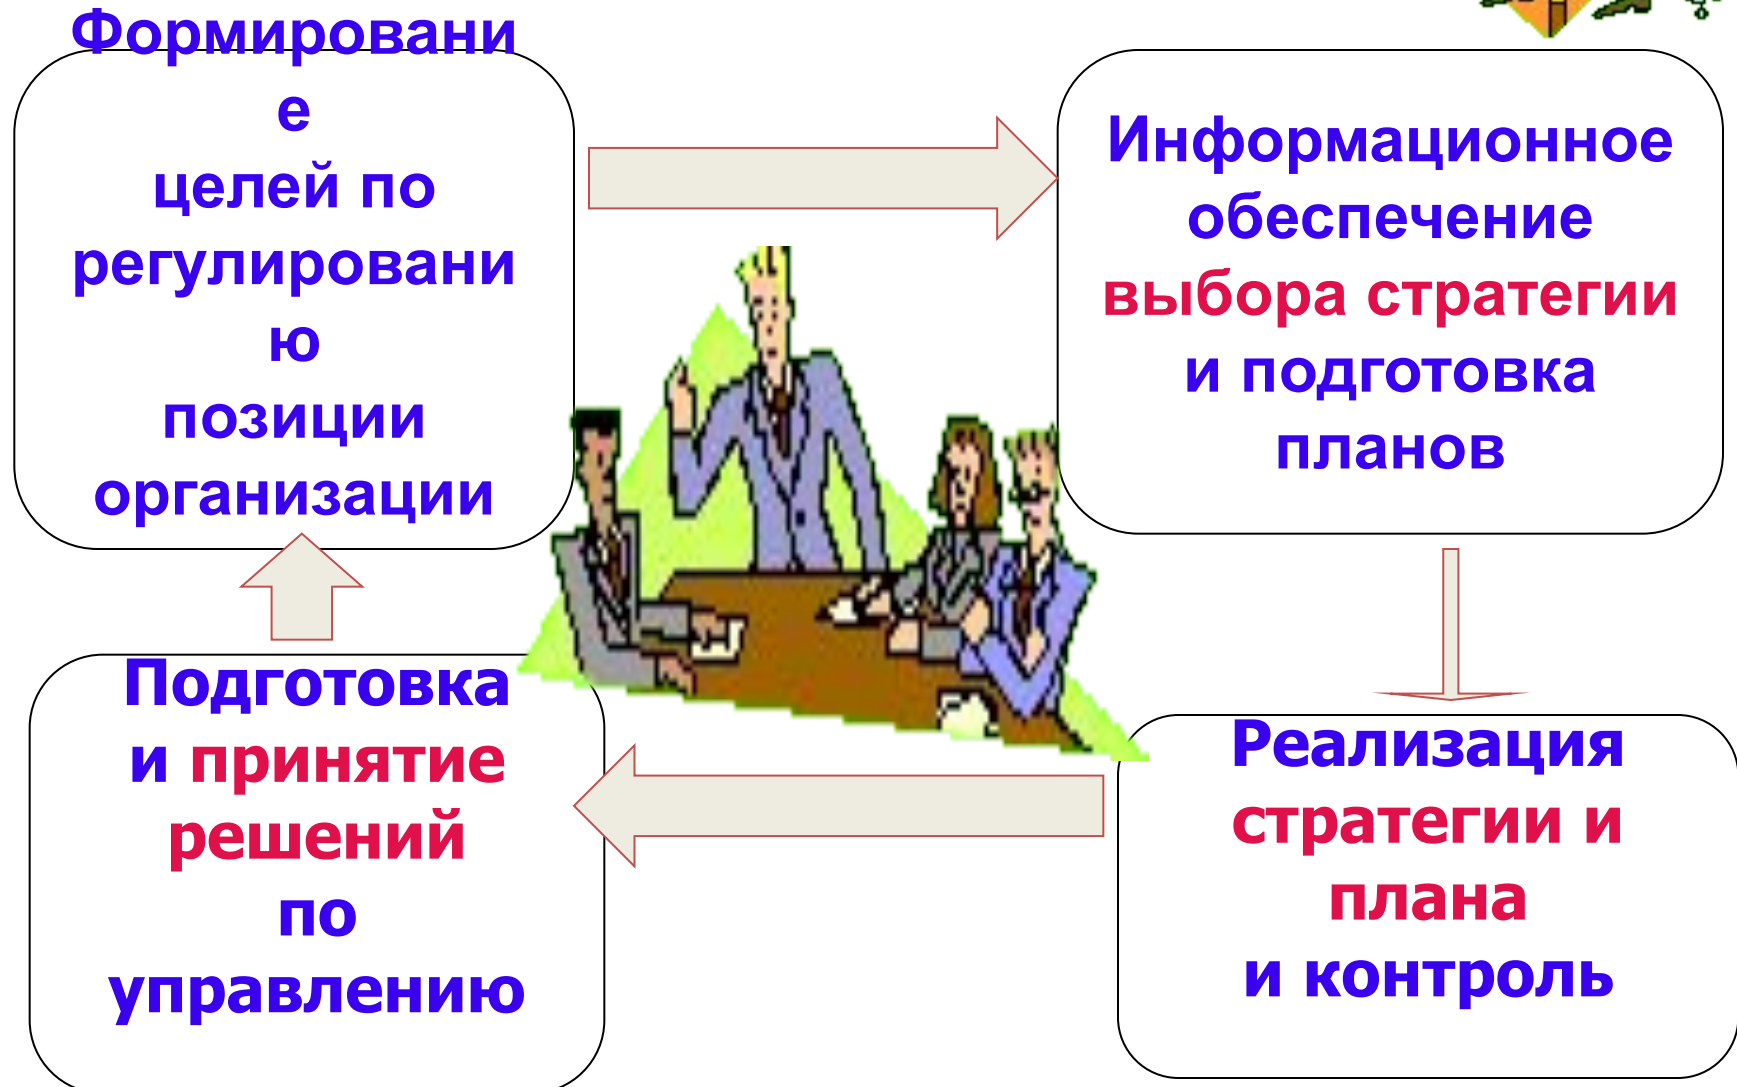 Формировани
е
целей по
регулировани
ю
позиции
организации
Информационное
обеспечение
выбора стратегии
и подготовка
планов
Подготовка
и принятие
решений
по
управлению
Реализация
стратегии и
плана
и контроль